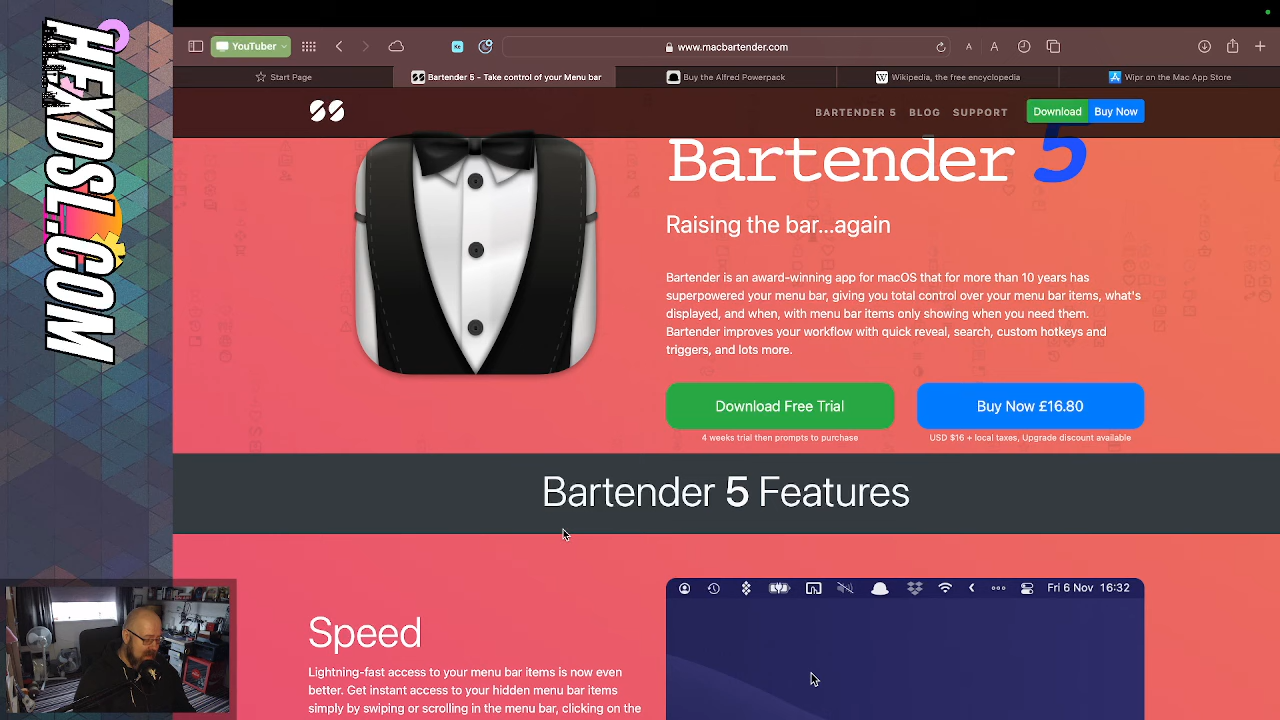 HEXDSL.COM
YouTuber
www.macbartender.com
A
A
Start Page
Bartender 5 - Take control of your Menu bar
Buy the Alfred Powerpack
Wikipedia, the free encyclopedia
Wipr on the Mac App Store
BARTENDER 5
BLOG
SUPPORT
Download
Buy Now
Bartender 5
Raising the bar...again
Bartender is an award-winning app for macOS that for more than 10 years has
superpowered your menu bar, giving you total control over your menu bar items, what's
displayed, and when, with menu bar items only showing when you need them.
Bartender improves your workflow with quick reveal, search, custom hotkeys and
triggers, and lots more.
Download Free Trial
Buy Now £16.80
4 weeks trial then prompts to purchase
USD $16 + local taxes, Upgrade discount available
Bartender 5 Features
Fri 6 Nov 16:32
Speed
Lightning-fast access to your menu bar items is now even
better. Get instant access to your hidden menu bar items
simply by swiping or scrolling in the menu bar, clicking on the